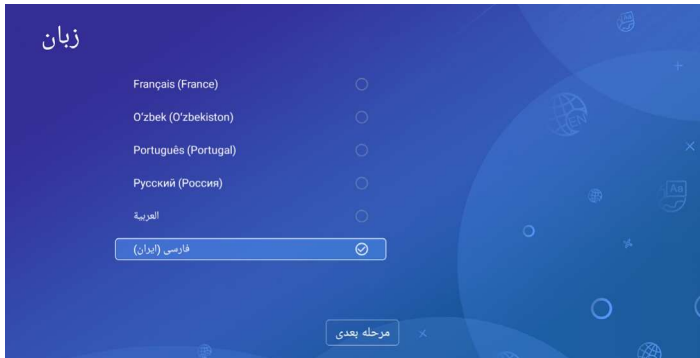 زبان
Français (France)
O'zbek (O'zbekiston)
Português (Portugal)
Русский (Россия)
العربية
فارسی (ایران)
مرحله بعدی